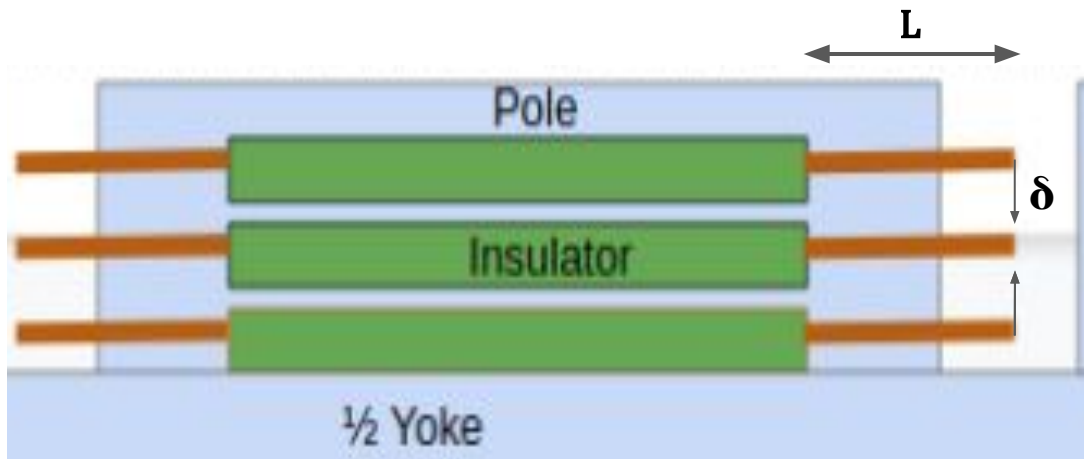 L
Pole
δ
Insulator
½ Yoke